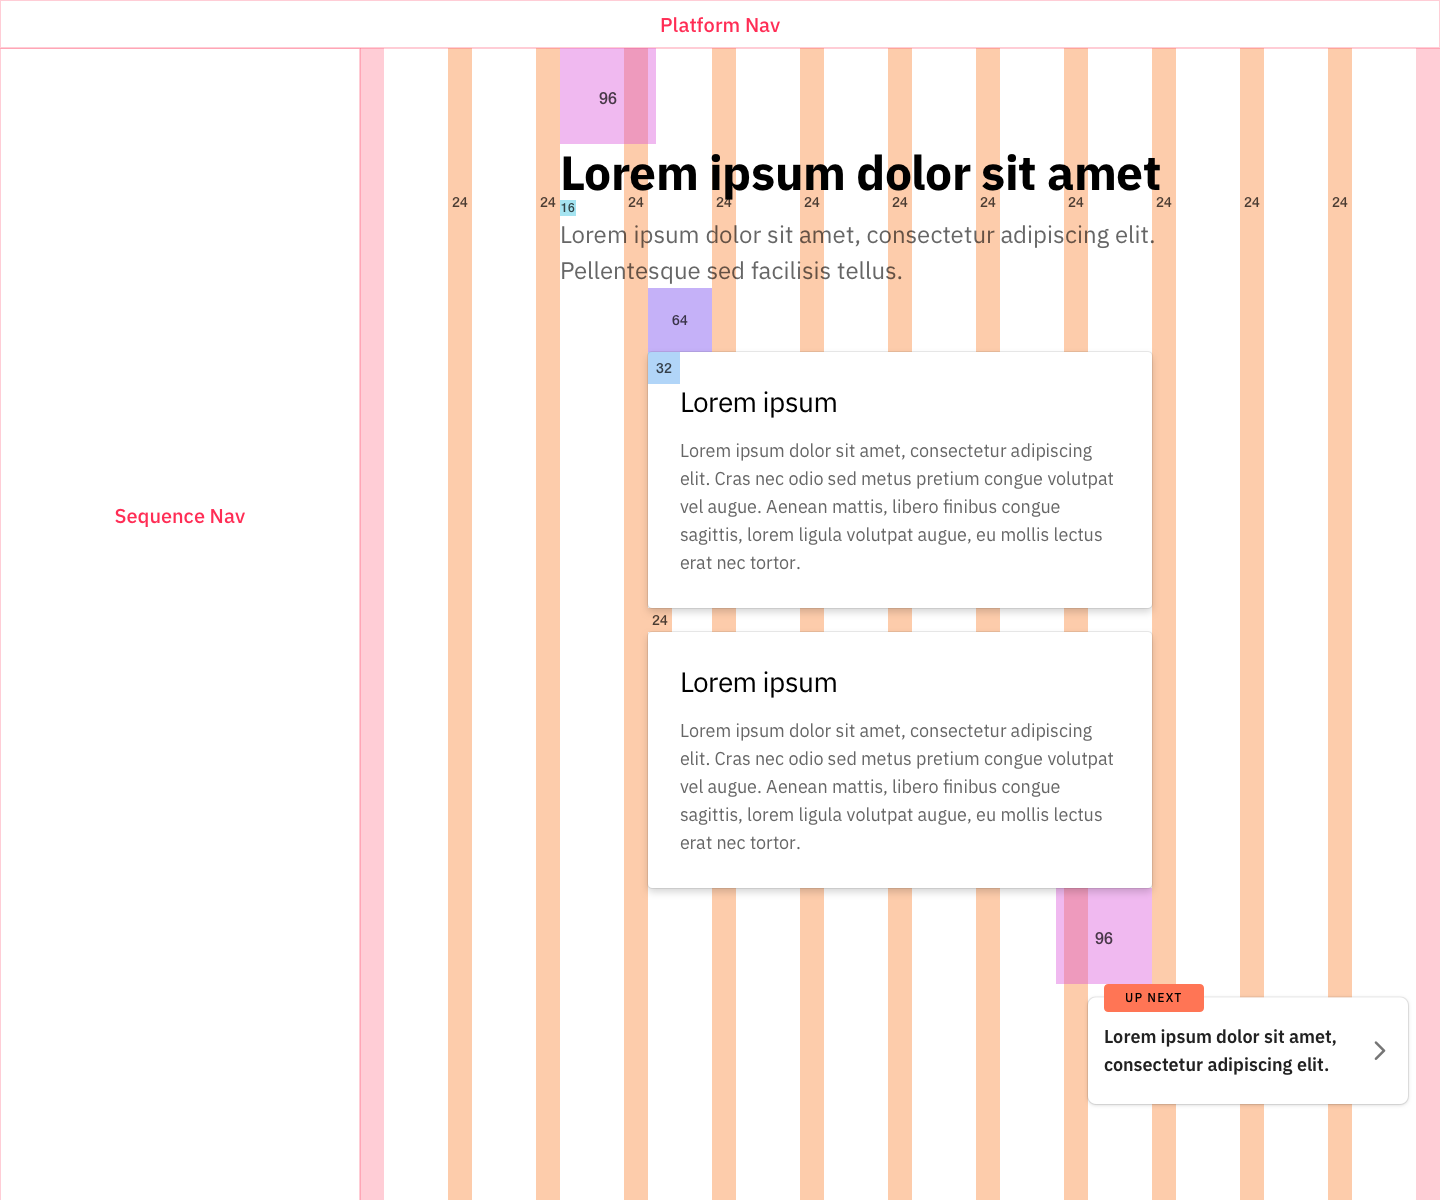 Platform Nav
96
Lorem ipsum dolor sit amet
24 24 24 24 24 24 24 24 24 24 24
16
Lorem ipsum dolor sit amet, consectetur adipiscing elit.
Pellentesque sed facilisis tellus.
64
32
Lorem ipsum
Lorem ipsum dolor sit amet, consectetur adipiscing
elit. Cras nec odio sed metus pretium congue volutpat
vel augue. Aenean mattis, libero finibus congue
sagittis, lorem ligula volutpat augue, eu mollis lectus
erat nec tortor.
Sequence Nav
24
Lorem ipsum
Lorem ipsum dolor sit amet, consectetur adipiscing
elit. Cras nec odio sed metus pretium congue volutpat
vel augue. Aenean mattis, libero finibus congue
sagittis, lorem ligula volutpat augue, eu mollis lectus
erat nec tortor.
96
UP NEXT
Lorem ipsum dolor sit amet,
consectetur adipiscing elit.